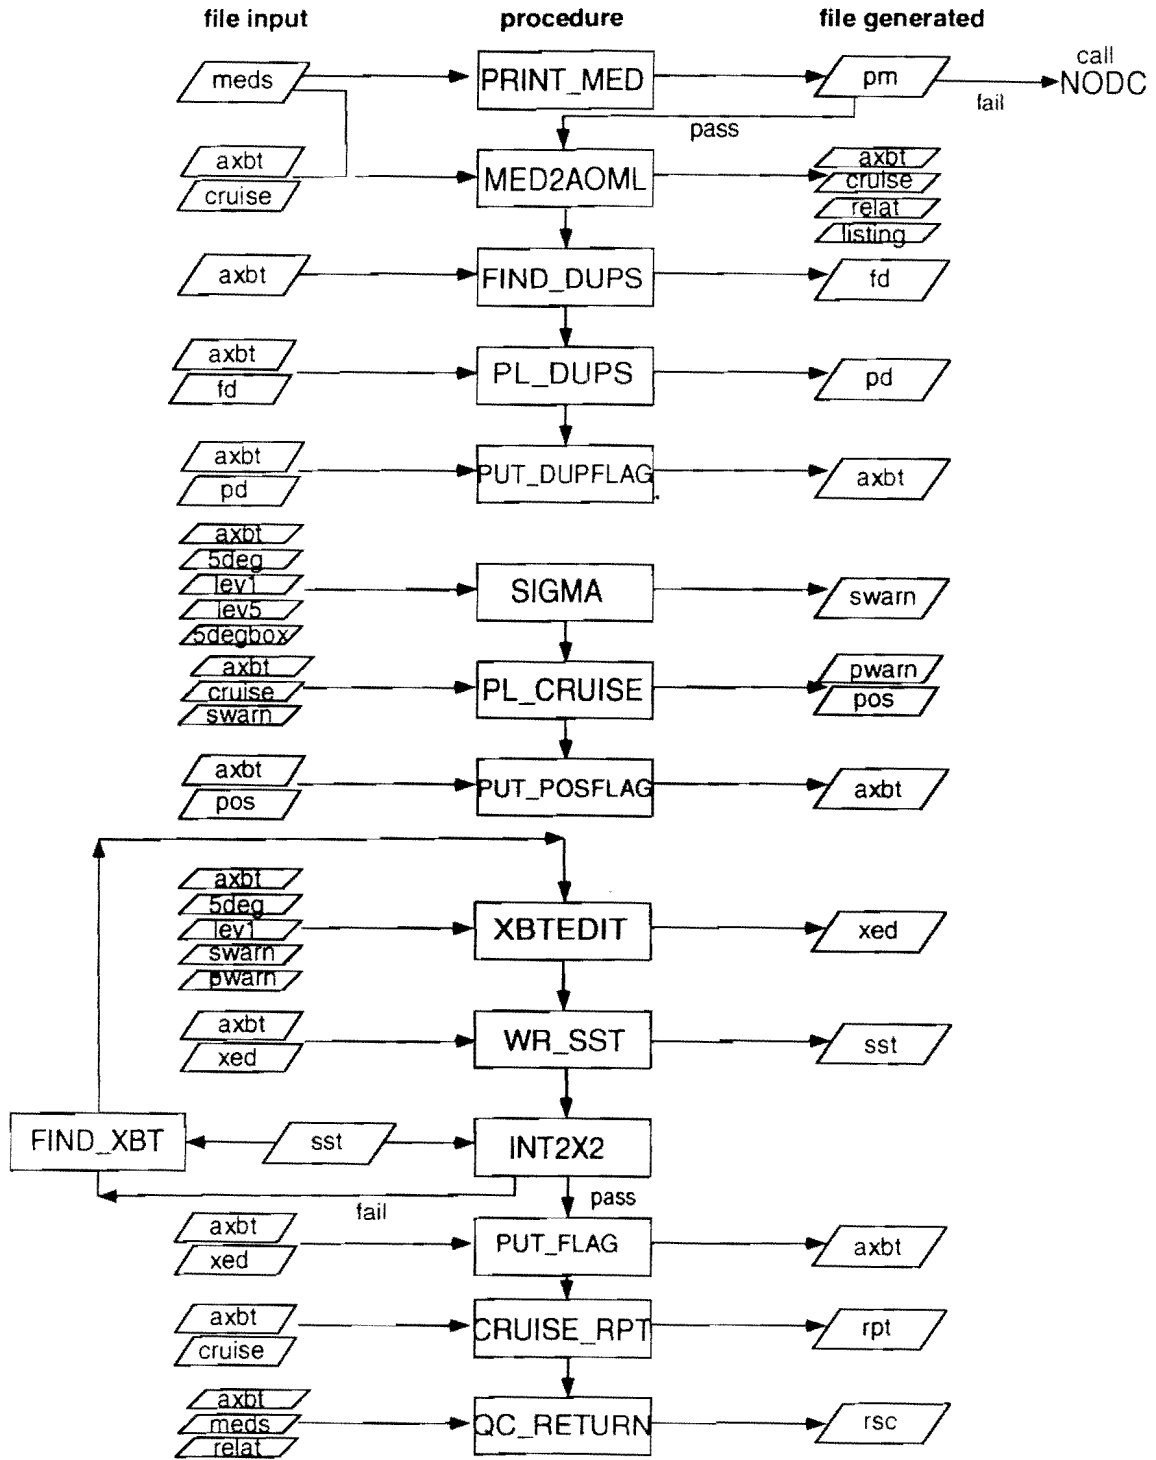 file input procedure file generated
meds PRINT_MED pm call NODC
fail
pass
axbt
cruise MED2AOML axbt
cruise
relat
listing
axbt FIND_DUPS fd
axbt
fd PL_DUPS pd
axbt
pd PUT_DUPFLAG axbt
axbt
5deg
lev1
lev5
5degbox SIGMA swarn
axbt
cruise
swarn PL_CRUISE pwarn
pos
axbt
pos PUT_POSFLAG axbt
axbt
5deg
lev1
swarn
pwarn XBTEDIT xed
axbt
xed WR_SST sst
FIND_XBT sst INT2X2
fail pass
axbt
xed PUT_FLAG axbt
axbt
cruise CRUISE_RPT rpt
axbt
meds
relat QC_RETURN rsc